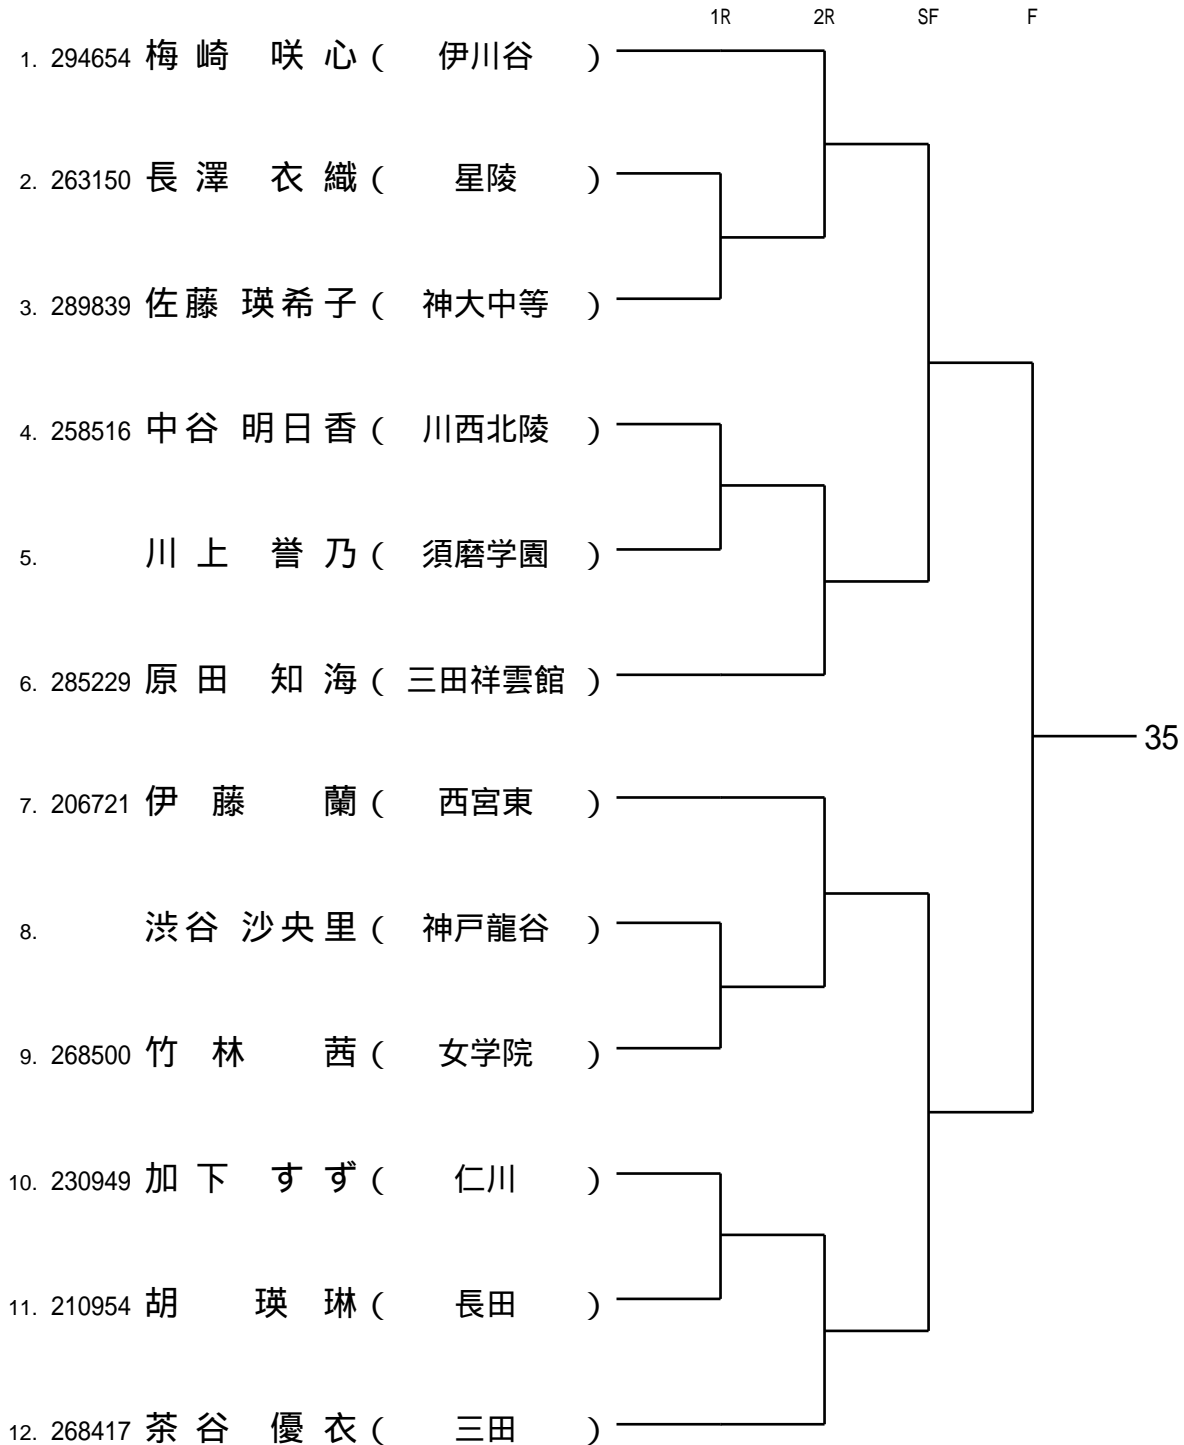 1R 2R SF F
1. 294654 梅崎 咲心 ( 伊川谷 )
2. 263150 長澤 衣織 ( 星陵 )
3. 289839 佐藤 瑛希子 ( 神大中等 )
4. 258516 中谷 明日香 ( 川西北陵 )
5. 川上 誉乃 ( 須磨学園 )
6. 285229 原田 知海 ( 三田祥雲館 )
35
7. 206721 伊藤 蘭 ( 西宮東 )
8. 渋谷 沙央里 ( 神戸龍谷 )
9. 268500 竹林 茜 ( 女学院 )
10. 230949 加下 すず ( 仁川 )
11. 210954 胡 瑛琳 ( 長田 )
12. 268417 茶谷 優衣 ( 三田 )